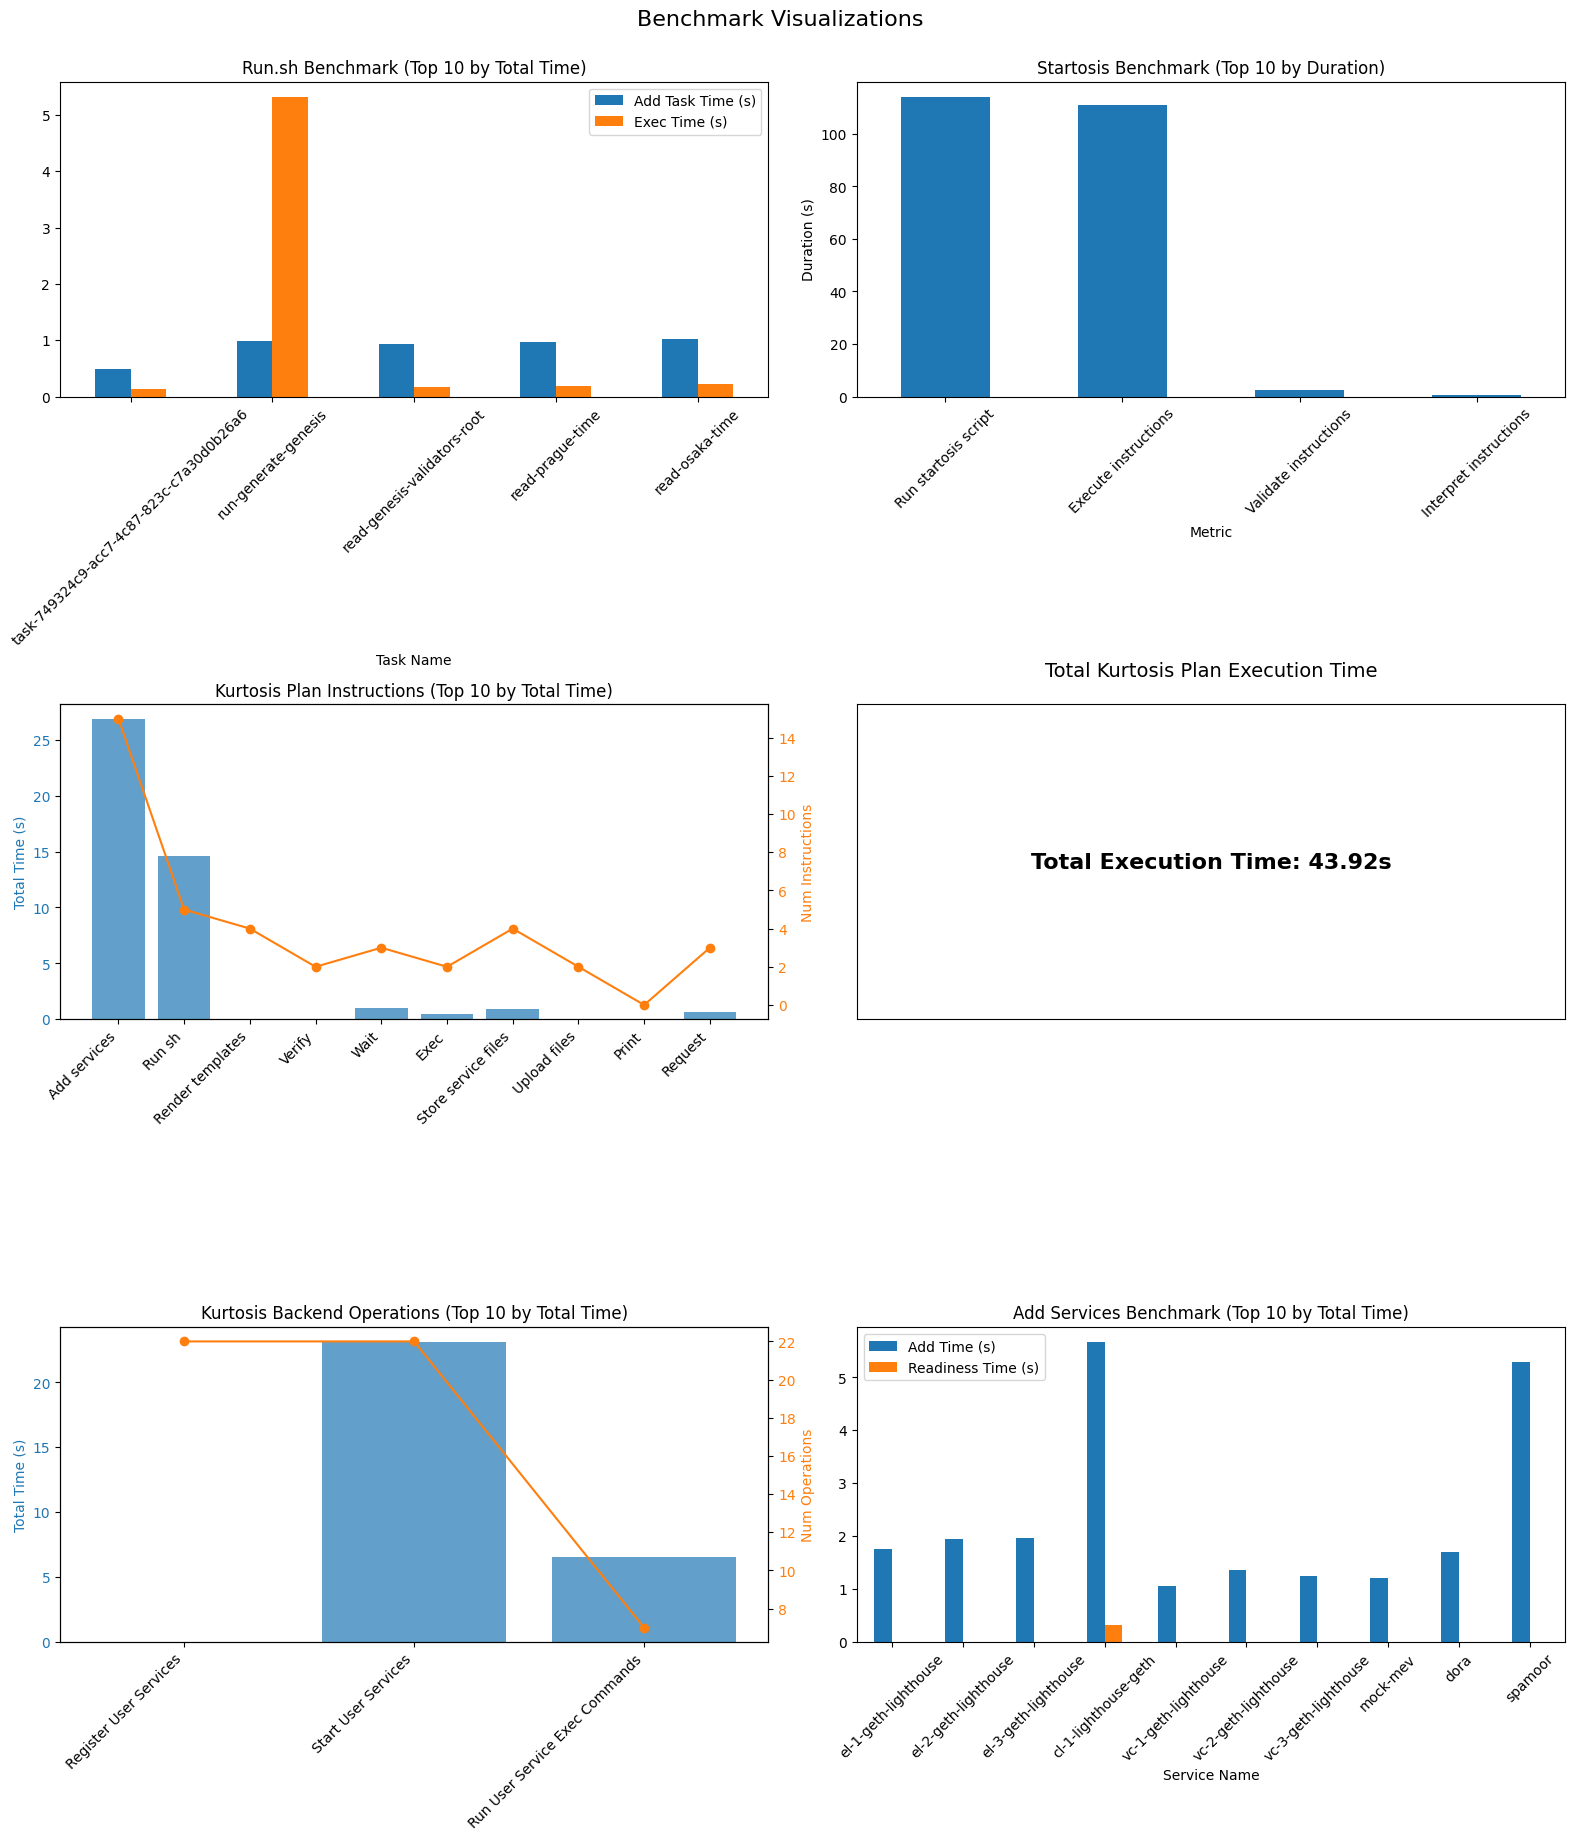 Benchmark Visualizations
Run.sh Benchmark (Top 10 by Total Time)
Add Task Time (s)
Exec Time (s)
5
4
3
2
1
0
task-749324c9-acc7-4c87-823c-c7a30d0b26a6
run-generate-genesis
read-genesis-validators-root
read-prague-time
read-osaka-time
Task Name
Startosis Benchmark (Top 10 by Duration)
Duration (s)
100
80
60
40
20
0
Run startosis script
Execute instructions
Validate instructions
Interpret instructions
Metric
Kurtosis Plan Instructions (Top 10 by Total Time)
Total Time (s)
25
20
15
10
5
0
14
12
10
8
6
4
2
0
Num Instructions
Add services
Run sh
Render templates
Verify
Wait
Exec
Store service files
Upload files
Print
Request
Total Kurtosis Plan Execution Time
Total Execution Time: 43.92s
Kurtosis Backend Operations (Top 10 by Total Time)
Total Time (s)
20
15
10
5
0
22
20
18
16
14
12
10
8
Num Operations
Register User Services
Start User Services
Run User Service Exec Commands
Add Services Benchmark (Top 10 by Total Time)
Add Time (s)
Readiness Time (s)
5
4
3
2
1
0
el-1-geth-lighthouse
el-2-geth-lighthouse
el-3-geth-lighthouse
cl-1-lighthouse-geth
vc-1-geth-lighthouse
vc-2-geth-lighthouse
vc-3-geth-lighthouse
mock-mev
dora
spamoor
Service Name